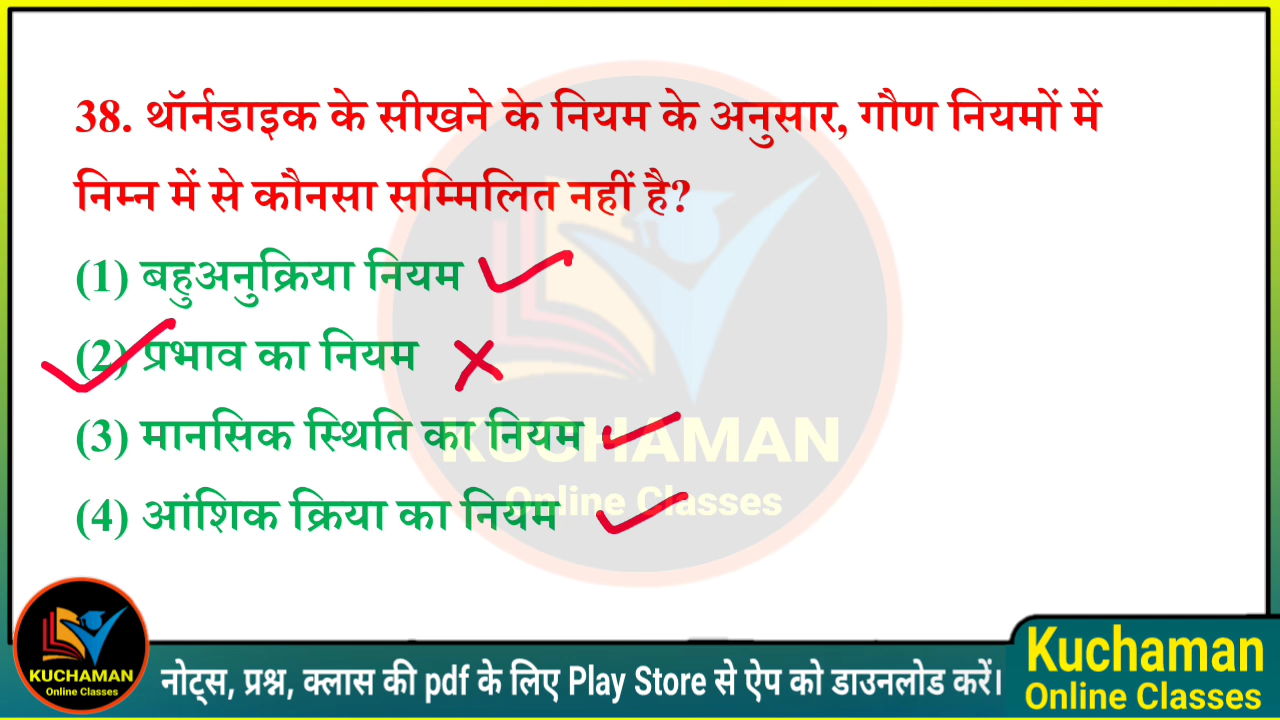 38. थॉर्नडाइक के सीखने के नियम के अनुसार, गौण नियमों में
निम्न में से कौनसा सम्मिलित नहीं है?
(1) बहुअनुक्रिया नियम
(2) प्रभाव का नियम
(3) मानसिक स्थिति का नियम
(4) आंशिक क्रिया का नियम
KUCHAMAN
Online Classes
KUCHAMAN
Online Classes
नोट्स, प्रश्न, क्लास की pdf के लिए Play Store से ऐप को डाउनलोड करें।
Kuchaman
Online Classes